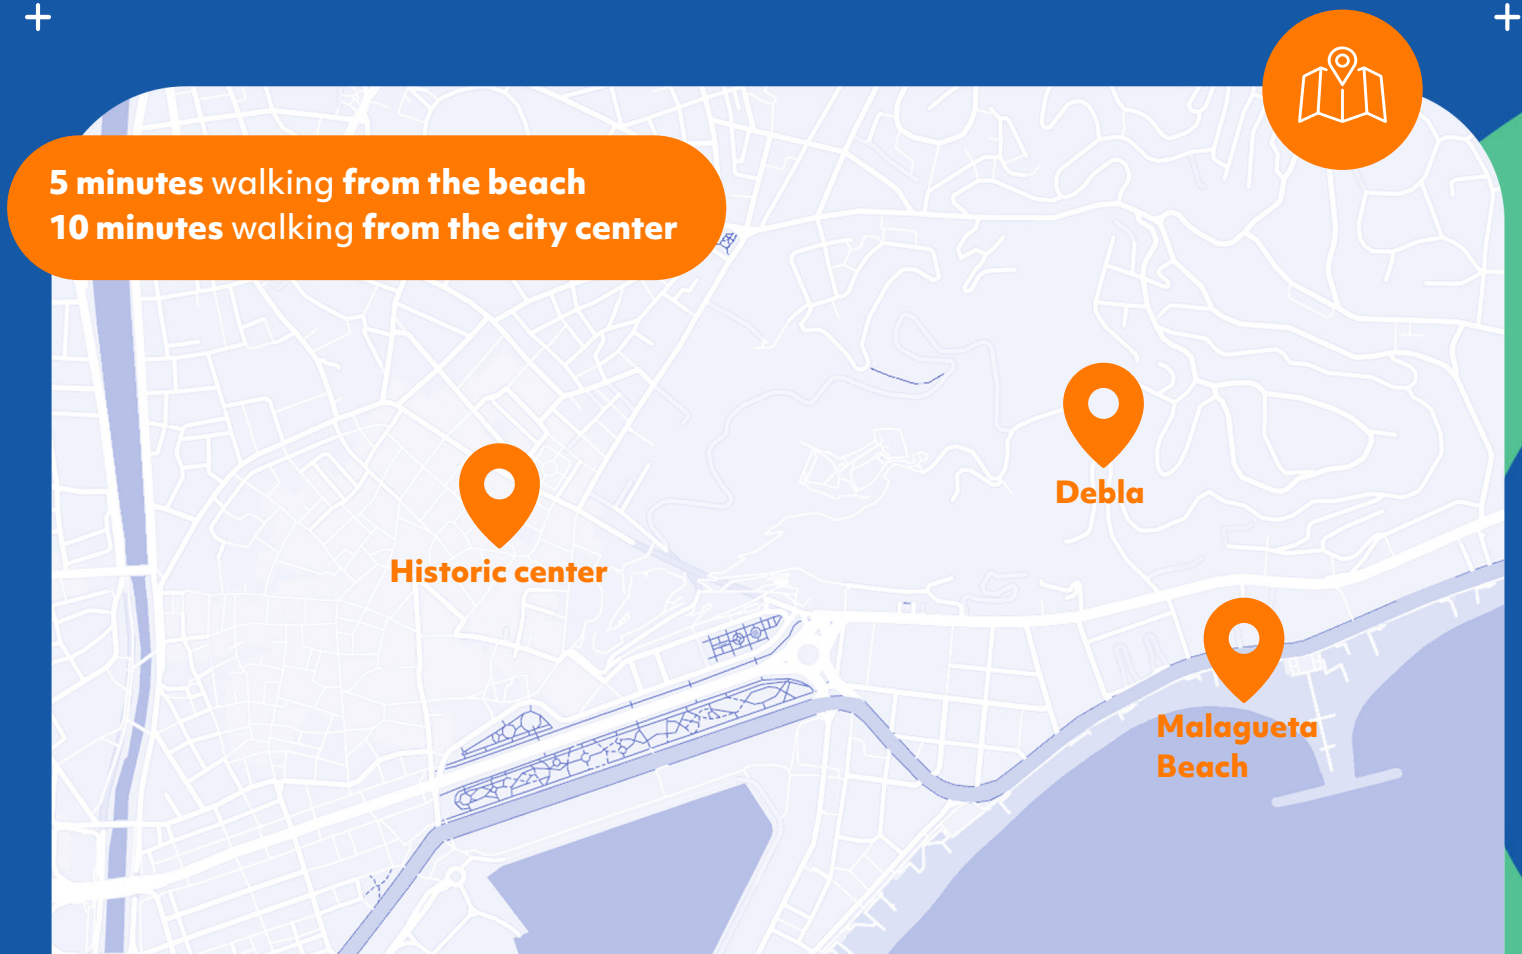 5 minutes walking from the beach
10 minutes walking from the city center
Debla
Historic center
Malagueta
Beach